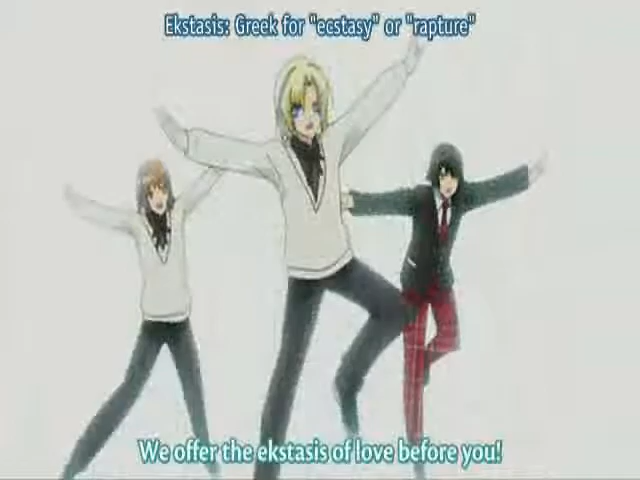 Ekstasis: Greek for "ecstasy" or "rapture"
We offer the ekstasis of love before you!